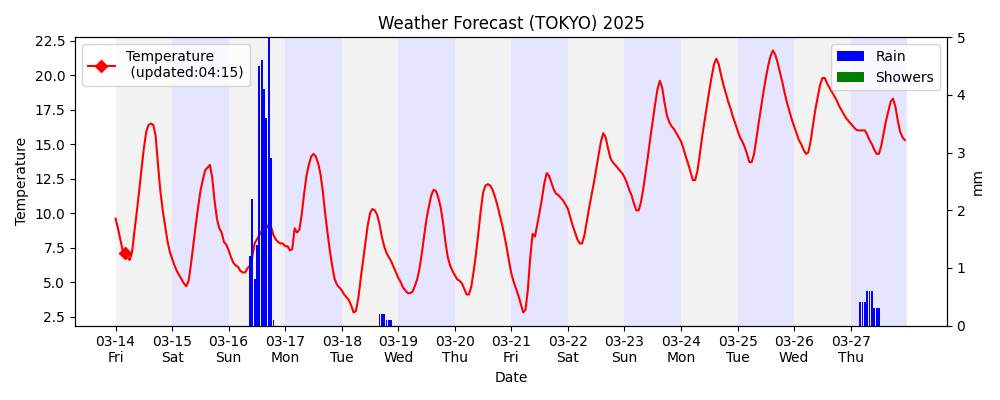 Weather Forecast (TOKYO) 2025
Temperature
(updated:04:15)
Rain
Showers
22.5
20.0
17.5
15.0
12.5
10.0
7.5
5.0
2.5
Temperature
5
4
3
2
1
0
mm
03-14 03-15 03-16 03-17 03-18 03-19 03-20 03-21 03-22 03-23 03-24 03-25 03-26 03-27
Fri Sat Sun Mon Tue Wed Thu Fri Sat Sun Mon Tue Wed Thu
Date